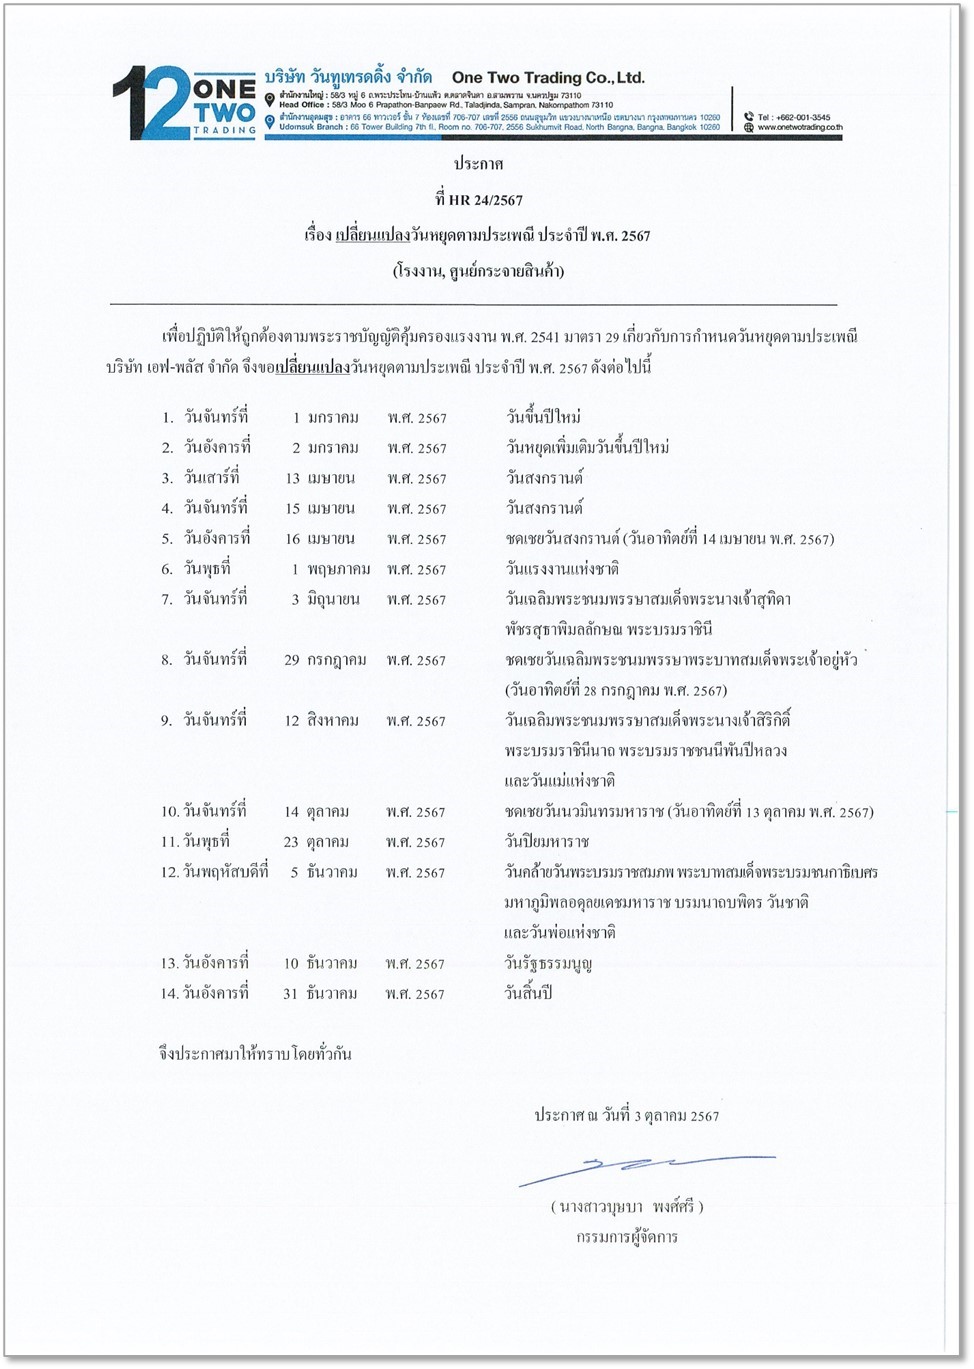 12 ONE TWO TRADING
บริษัท วันทูเทรดดิ้ง จำกัด One Two Trading Co., Ltd.
สำนักงานใหญ่ : 58/3 หมู่ 6 ถ.พระประโทน-บ้านแพ้ว ต.ตลาดจินดา อ.สามพราน จ.นครปฐม 73110
Head Office : 58/3 Moo 6 Prapathon-Banpaew Rd., Taladjinda, Sampran, Nakompathom 73110
สำนักงานอุดมสุข : อาคาร 66 ทาวเวอร์ ชั้น 7 ห้องเลขที่ 706-707 เลขที่ 2556 ถนนสุขุมวิท แขวงบางนาเหนือ เขตบางนา กรุงเทพมหานคร 10260
Udomsuk Branch : 66 Tower Building 7th fl., Room no. 706-707, 2556 Sukhumvit Road, North Bangna, Bangna, Bangkok 10260
Tel : +662-001-3545
www.onetwotrading.co.th
ประกาศ
ที่ HR 24/2567
เรื่อง เปลี่ยนแปลงวันหยุดตามประเพณี ประจำปี พ.ศ. 2567
(โรงงาน, ศูนย์กระจายสินค้า)
เพื่อปฏิบัติให้ถูกต้องตามพระราชบัญญัติคุ้มครองแรงงาน พ.ศ. 2541 มาตรา 29 เกี่ยวกับการกำหนดวันหยุดตามประเพณี
บริษัท เอฟ-พลัส จำกัด จึงขอเปลี่ยนแปลงวันหยุดตามประเพณี ประจำปี พ.ศ. 2567 ดังต่อไปนี้
1. วันจันทร์ที่ 1 มกราคม พ.ศ. 2567 วันขึ้นปีใหม่
2. วันอังคารที่ 2 มกราคม พ.ศ. 2567 วันหยุดเพิ่มเติมวันขึ้นปีใหม่
3. วันเสาร์ที่ 13 เมษายน พ.ศ. 2567 วันสงกรานต์
4. วันจันทร์ที่ 15 เมษายน พ.ศ. 2567 วันสงกรานต์
5. วันอังคารที่ 16 เมษายน พ.ศ. 2567 ชดเชยวันสงกรานต์ (วันอาทิตย์ที่ 14 เมษายน พ.ศ. 2567)
6. วันพุธที่ 1 พฤษภาคม พ.ศ. 2567 วันแรงงานแห่งชาติ
7. วันจันทร์ที่ 3 มิถุนายน พ.ศ. 2567 วันเฉลิมพระชนมพรรษาสมเด็จพระนางเจ้าสุทิดา
พัชรสุธาพิมลลักษณ พระบรมราชินี
8. วันจันทร์ที่ 29 กรกฎาคม พ.ศ. 2567 ชดเชยวันเฉลิมพระชนมพรรษาพระบาทสมเด็จพระเจ้าอยู่หัว
(วันอาทิตย์ที่ 28 กรกฎาคม พ.ศ. 2567)
9. วันจันทร์ที่ 12 สิงหาคม พ.ศ. 2567 วันเฉลิมพระชนมพรรษาสมเด็จพระนางเจ้าสิริกิติ์
พระบรมราชินีนาถ พระบรมราชชนนีพันปีหลวง
และวันแม่แห่งชาติ
10. วันจันทร์ที่ 14 ตุลาคม พ.ศ. 2567 ชดเชยวันนวมินทรมหาราช (วันอาทิตย์ที่ 13 ตุลาคม พ.ศ. 2567)
11. วันพุธที่ 23 ตุลาคม พ.ศ. 2567 วันปิยมหาราช
12. วันพฤหัสบดีที่ 5 ธันวาคม พ.ศ. 2567 วันคล้ายวันพระบรมราชสมภพ พระบาทสมเด็จพระบรมชนกาธิเบศร
มหาภูมิพลอดุลยเดชมหาราช บรมนาถบพิตร วันชาติ
และวันพ่อแห่งชาติ
13. วันอังคารที่ 10 ธันวาคม พ.ศ. 2567 วันรัฐธรรมนูญ
14. วันอังคารที่ 31 ธันวาคม พ.ศ. 2567 วันสิ้นปี
จึงประกาศมาให้ทราบโดยทั่วกัน
ประกาศ ณ วันที่ 3 ตุลาคม 2567
( นางสาวบุษบา พงศ์ศรี )
กรรมการผู้จัดการ